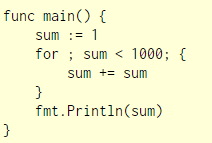 func main() {
    sum := 1
    for ; sum < 1000; {
        sum += sum
    }
    fmt.Println(sum)
}